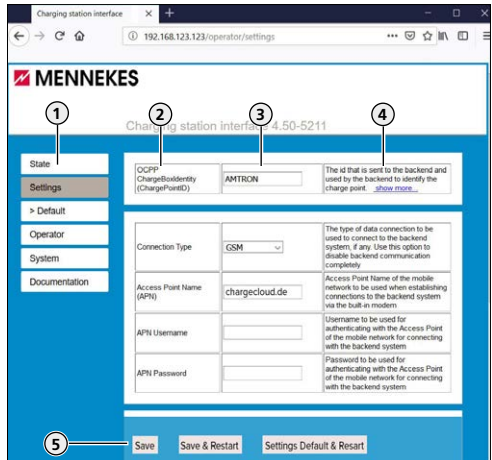 Charging station interface
192.168.123.123/operator/settings
MENNEKES
1
2
3
4
Charging station interface 4.50-5211
State
Settings
> Default
Operator
System
Documentation
OCPP
ChargeBoxIdentity
(ChargePointID)
AMTRON
The id that is sent to the backend and
used by the backend to identify the
charge point. show more...
Connection Type
GSM
The type of data connection to be
used to connect to the backend
system, if any. Use this option to
disable backend communication
completely
Access Point Name
(APN)
chargecloud.de
Access Point Name of the mobile
network to be used when establishing
connections to the backend system
via the built-in modem
APN Username
Username to be used for
authenticating with the Access Point
of the mobile network for connecting
with the backend system
APN Password
Password to be used for
authenticating with the Access Point
of the mobile network for connecting
with the backend system
5
Save
Save & Restart
Settings Default & Resart